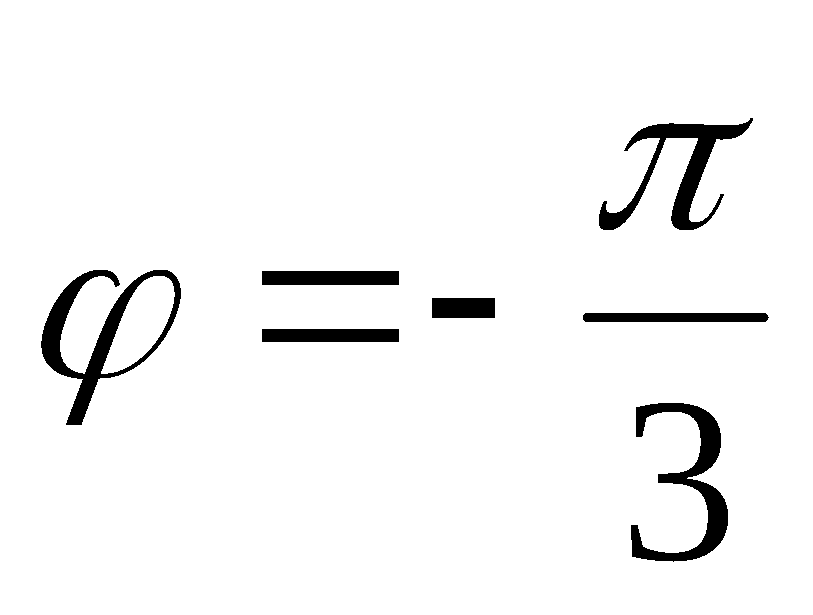 φ = - π/3